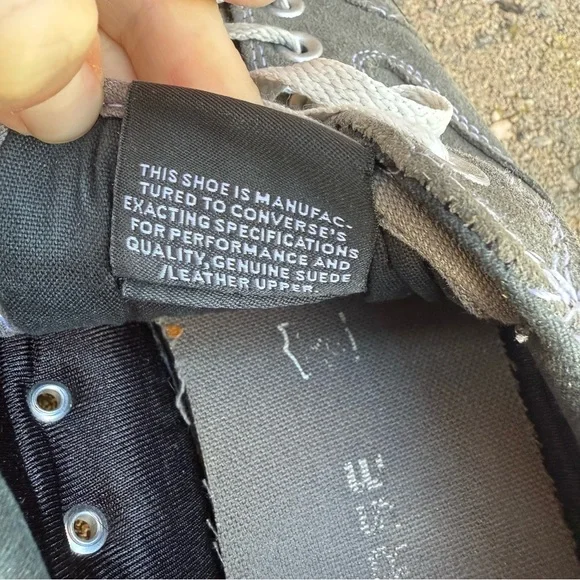 THIS SHOE IS MANUFAC-
TURED TO CONVERSE'S
EXACTING SPECIFICATIONS
FOR PERFORMANCE AND
QUALITY, GENUINE SUEDE
/LEATHER UPPER.